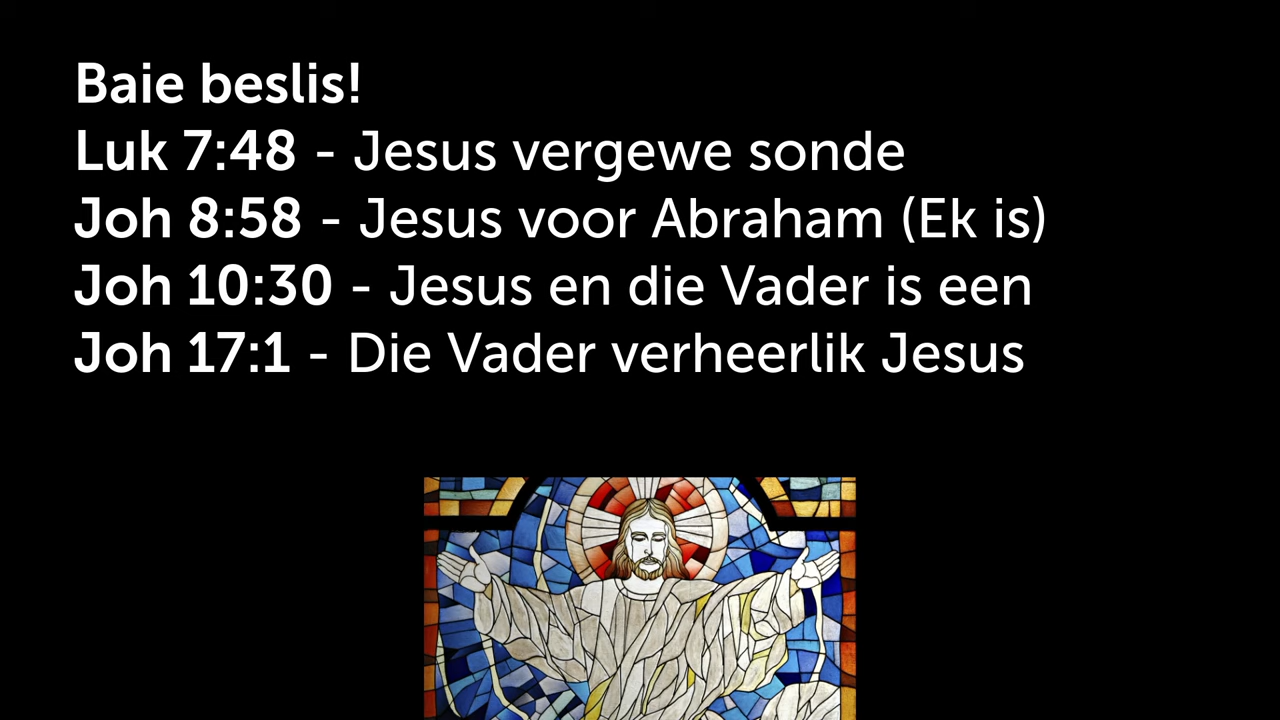 Baie beslis!
Luk 7:48 - Jesus vergewe sonde
Joh 8:58 - Jesus voor Abraham (Ek is)
Joh 10:30 - Jesus en die Vader is een
Joh 17:1 - Die Vader verheerlik Jesus